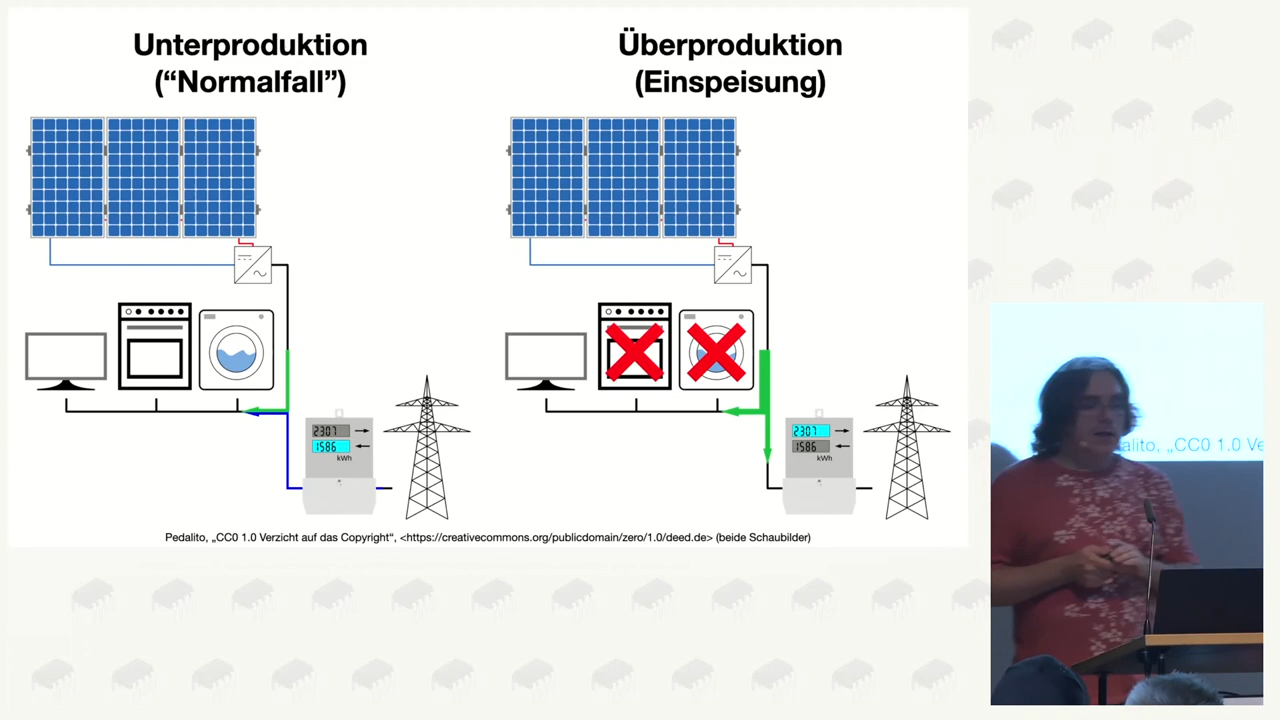 Unterproduktion
(“Normalfall”)
Überproduktion
(Einspeisung)
2307
1586
kWh
2307
1586
kWh
Pedalito, „CC0 1.0 Verzicht auf das Copyright“, <https://creativecommons.org/publicdomain/zero/1.0/deed.de> (beide Schaubilder)
alito, „CC0 1.0 Ve